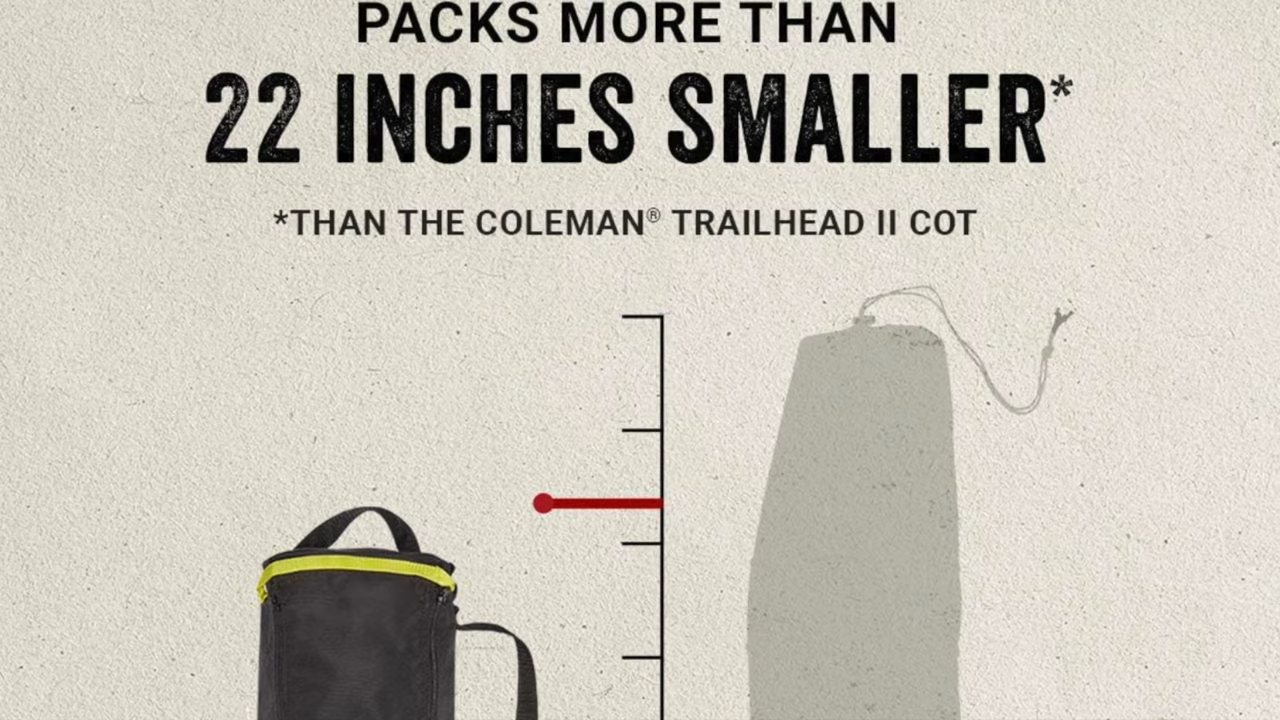 PACKS MORE THAN
22 INCHES SMALLER*
*THAN THE COLEMAN® TRAILHEAD II COT